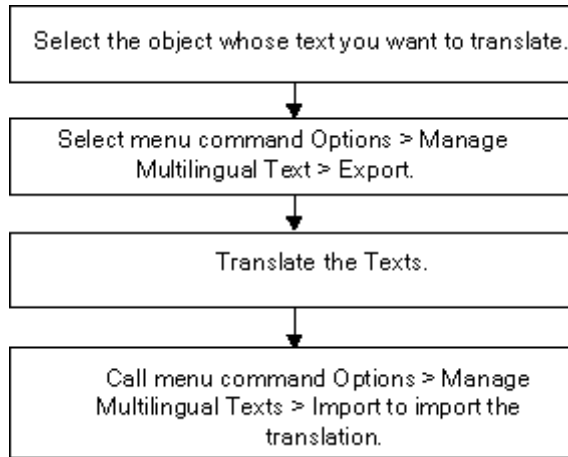 Select the object whose text you want to translate.
Select menu command Options > Manage
Multilingual Text > Export.
Translate the Texts.
Call menu command Options > Manage
Multilingual Texts > Import to import the
translation.